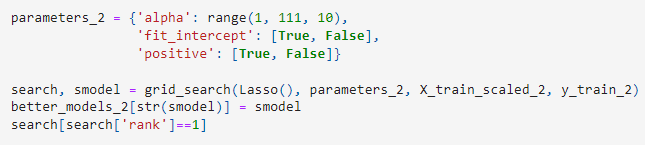 parameters_2 = {'alpha': range(1, 111, 10),
                'fit_intercept': [True, False],
                'positive': [True, False]}

search, smodel = grid_search(Lasso(), parameters_2, X_train_scaled_2, y_train_2)
better_models_2[str(smodel)] = smodel
search[search['rank']==1]